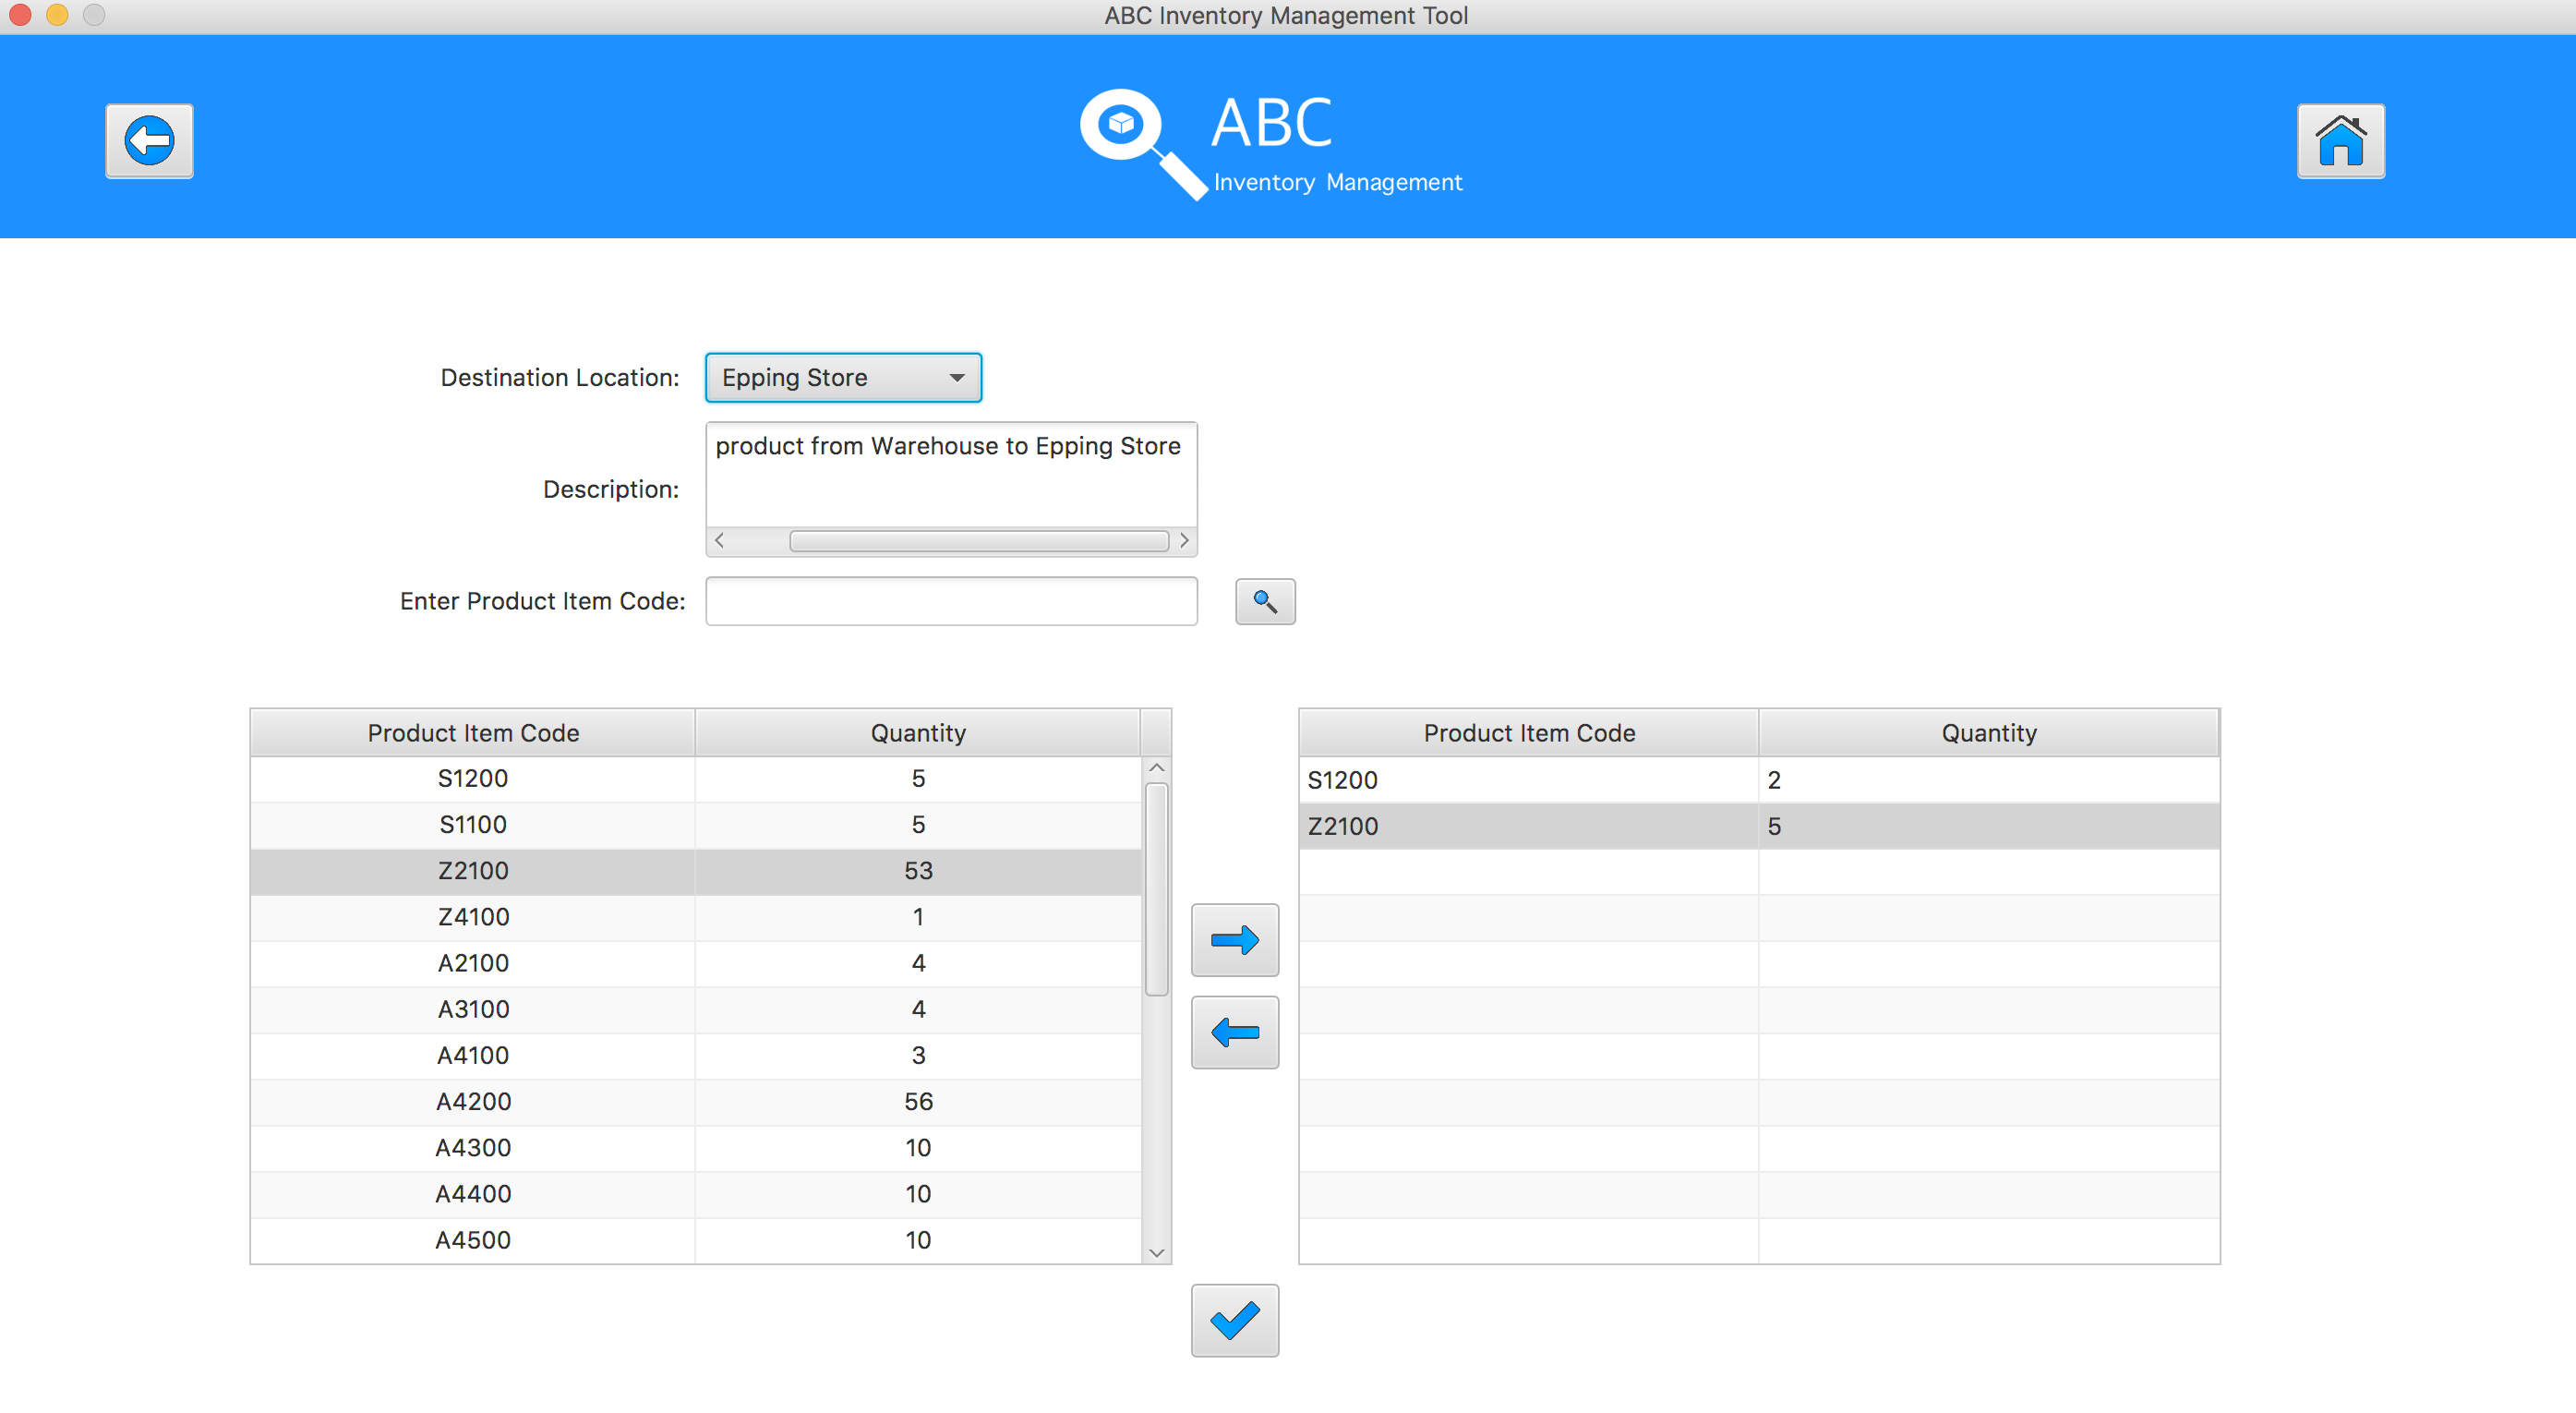 ABC Inventory Management Tool
ABC
Inventory Management
Destination Location: Epping Store
product from Warehouse to Epping Store
Description:
Enter Product Item Code:
Product Item Code Quantity Product Item Code Quantity
S1200 5 S1200 2
S1100 5 Z2100 5
Z2100 53
Z4100 1
A2100 4
A3100 4
A4100 3
A4200 56
A4300 10
A4400 10
A4500 10